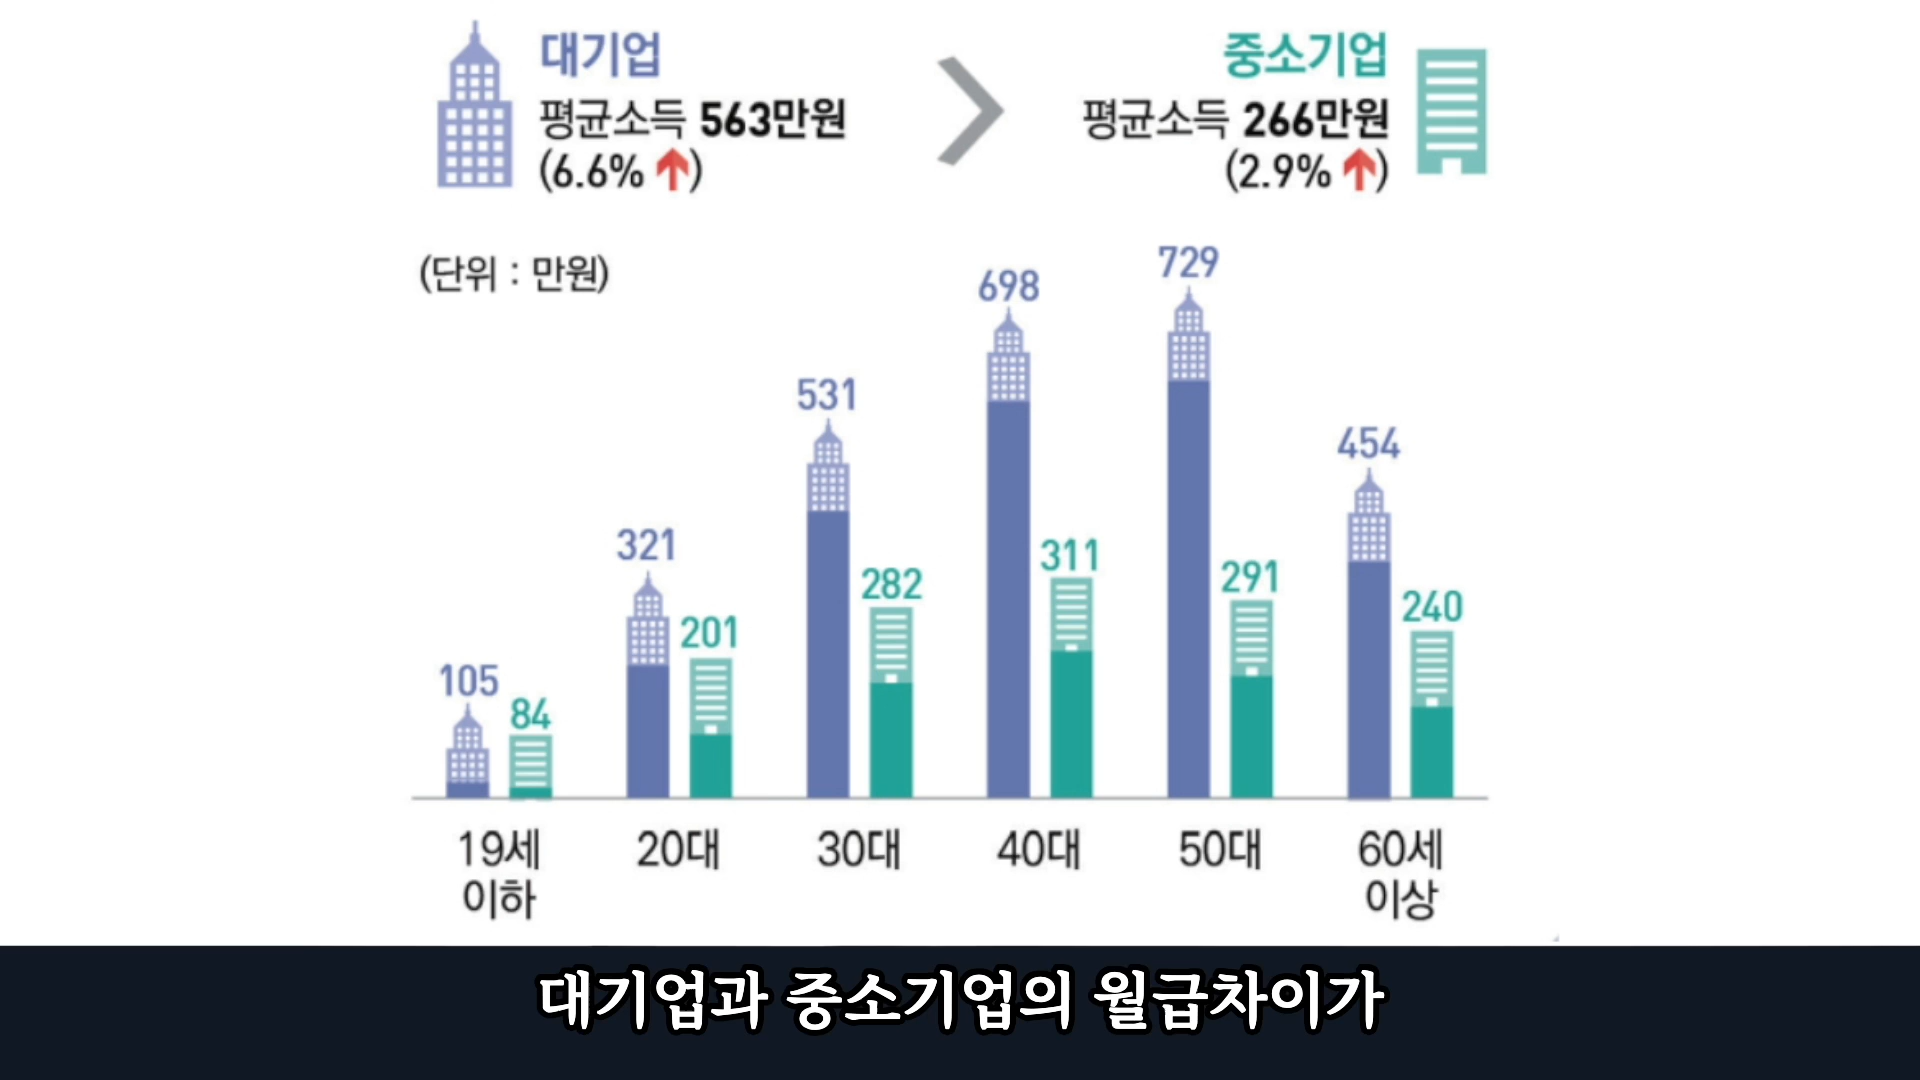 대기업
평균소득 563만원
(6.6% ↑)
중소기업
평균소득 266만원
(2.9% ↑)
(단위 : 만원)
105
84
321
201
531
282
698
311
729
291
454
240
19세
이하
20대
30대
40대
50대
60세
이상
대기업과 중소기업의 월급차이가